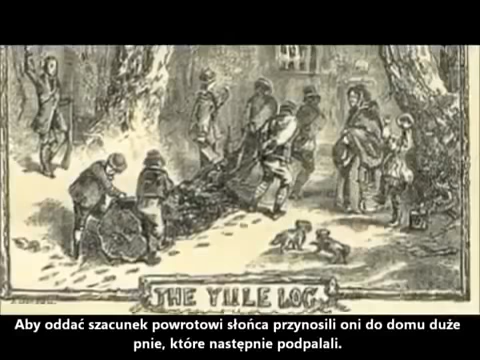 THE YULE LOG
Aby oddać szacunek powrotowi słońca przynosili oni do domu duże
pnie, które następnie podpalali.